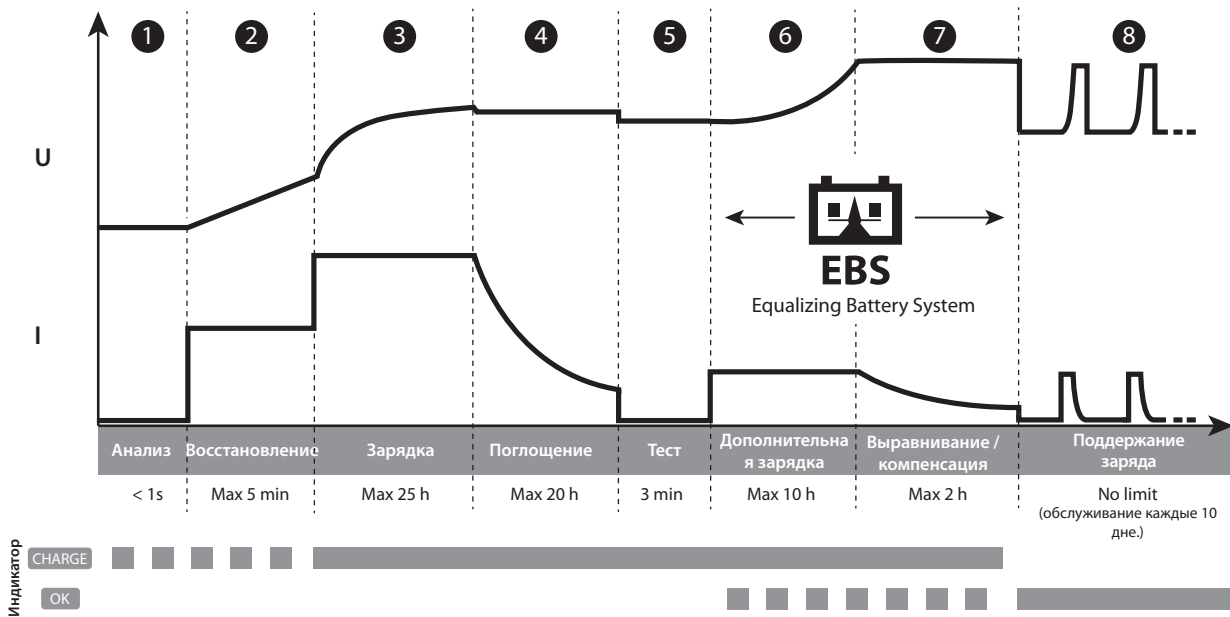 1 2 3 4 5 6 7 8
U
EBS
Equalizing Battery System
I
Анализ
Восстановление
Зарядка
Поглощение
Тест
Дополнительна
я зарядка
Выравнивание /
компенсация
Поддержание
заряда
< 1s
Max 5 min
Max 25 h
Max 20 h
3 min
Max 10 h
Max 2 h
No limit
(обслуживание каждые 10
дне.)
Индикатор
CHARGE
OK